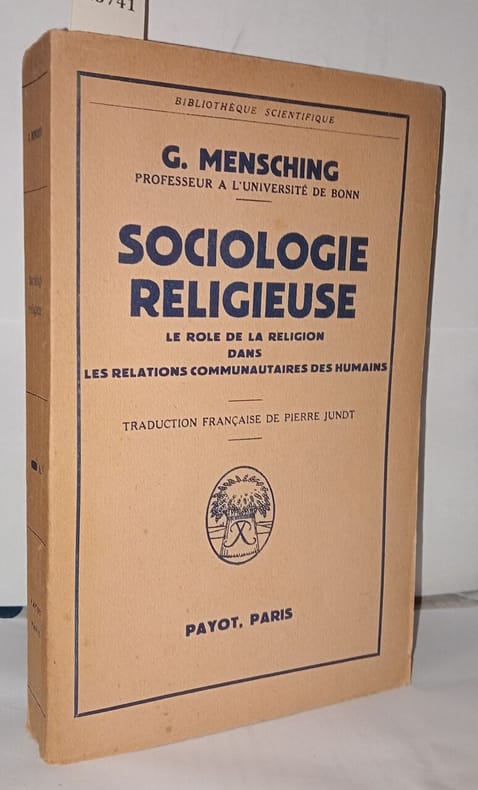 3741
BIBLIOTHÈQUE SCIENTIFIQUE
G. MENSCHING
PROFESSEUR A L'UNIVERSITÉ DE BONN
SOCIOLOGIE
RELIGIEUSE
LE ROLE DE LA RELIGION
DANS
LES RELATIONS COMMUNAUTAIRES DES HUMAINS
TRADUCTION FRANÇAISE DE PIERRE JUNDT
PAYOT, PARIS